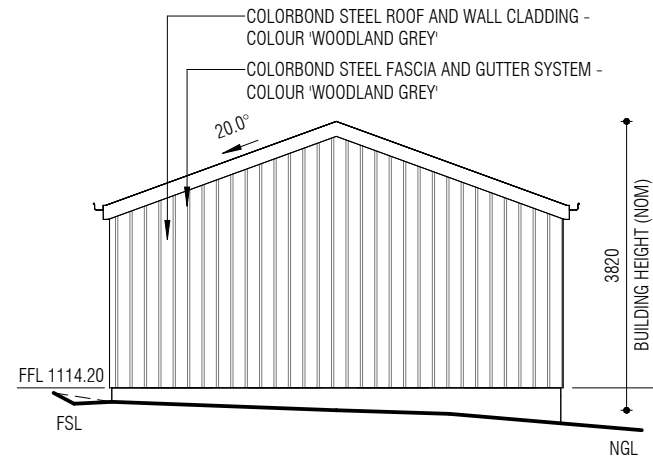 COLORBOND STEEL ROOF AND WALL CLADDING -
COLOUR 'WOODLAND GREY'
COLORBOND STEEL FASCIA AND GUTTER SYSTEM -
COLOUR 'WOODLAND GREY'
20.0°
3820
BUILDING HEIGHT (NOM)
FFL 1114.20
FSL
NGL